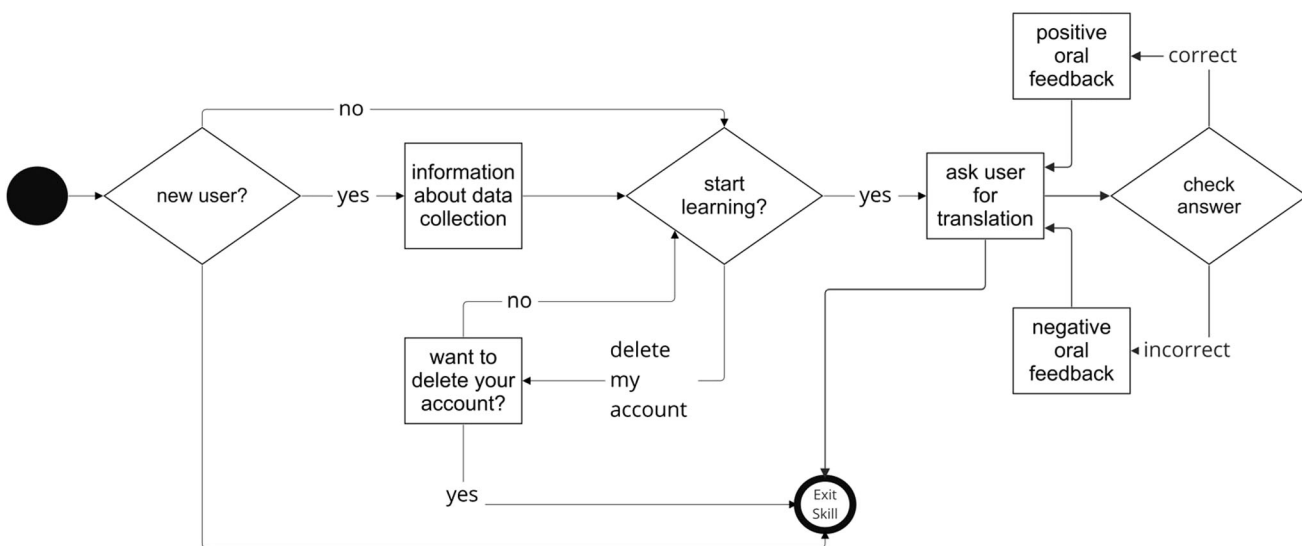 positive
oral
feedback
correct
no
new user?
yes
information
about data
collection
start
learning?
yes
ask user
for
translation
check
answer
no
want to
delete your
account?
delete
my
account
negative
oral
feedback
incorrect
yes
Exit
Skill